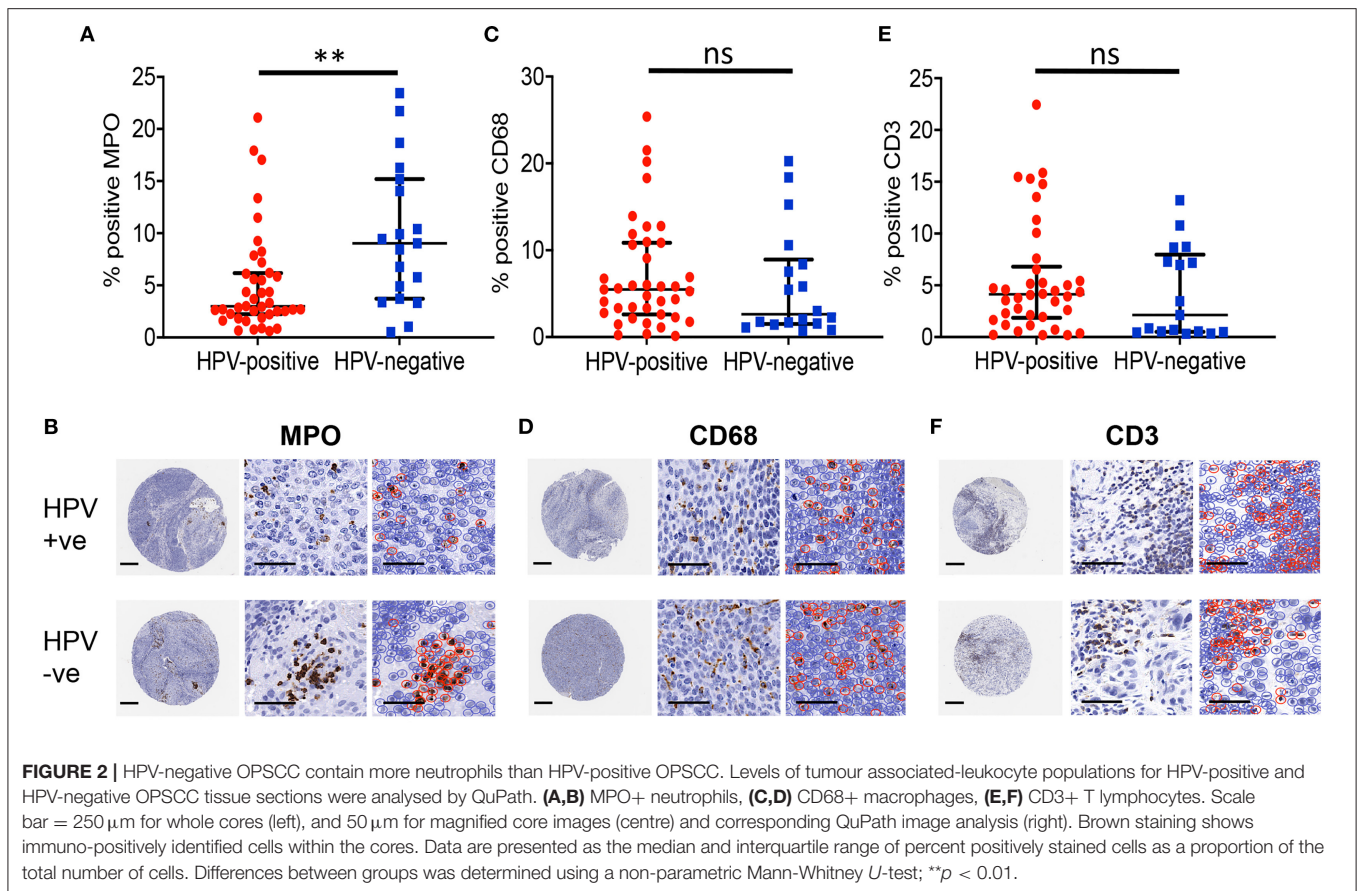 A
**
25
20
15
10
5
0
% positive MPO
HPV-positive HPV-negative
C
ns
30
20
10
0
% positive CD68
HPV-positive HPV-negative
E
ns
25
20
15
10
5
0
% positive CD3
HPV-positive HPV-negative
B
MPO
D
CD68
F
CD3
HPV
+ve
HPV
-ve
FIGURE 2 | HPV-negative OPSCC contain more neutrophils than HPV-positive OPSCC. Levels of tumour associated-leukocyte populations for HPV-positive and
HPV-negative OPSCC tissue sections were analysed by QuPath. (A,B) MPO+ neutrophils, (C,D) CD68+ macrophages, (E,F) CD3+ T lymphocytes. Scale
bar = 250 μm for whole cores (left), and 50 μm for magnified core images (centre) and corresponding QuPath image analysis (right). Brown staining shows
immuno-positively identified cells within the cores. Data are presented as the median and interquartile range of percent positively stained cells as a proportion of the
total number of cells. Differences between groups was determined using a non-parametric Mann-Whitney U-test; **p < 0.01.